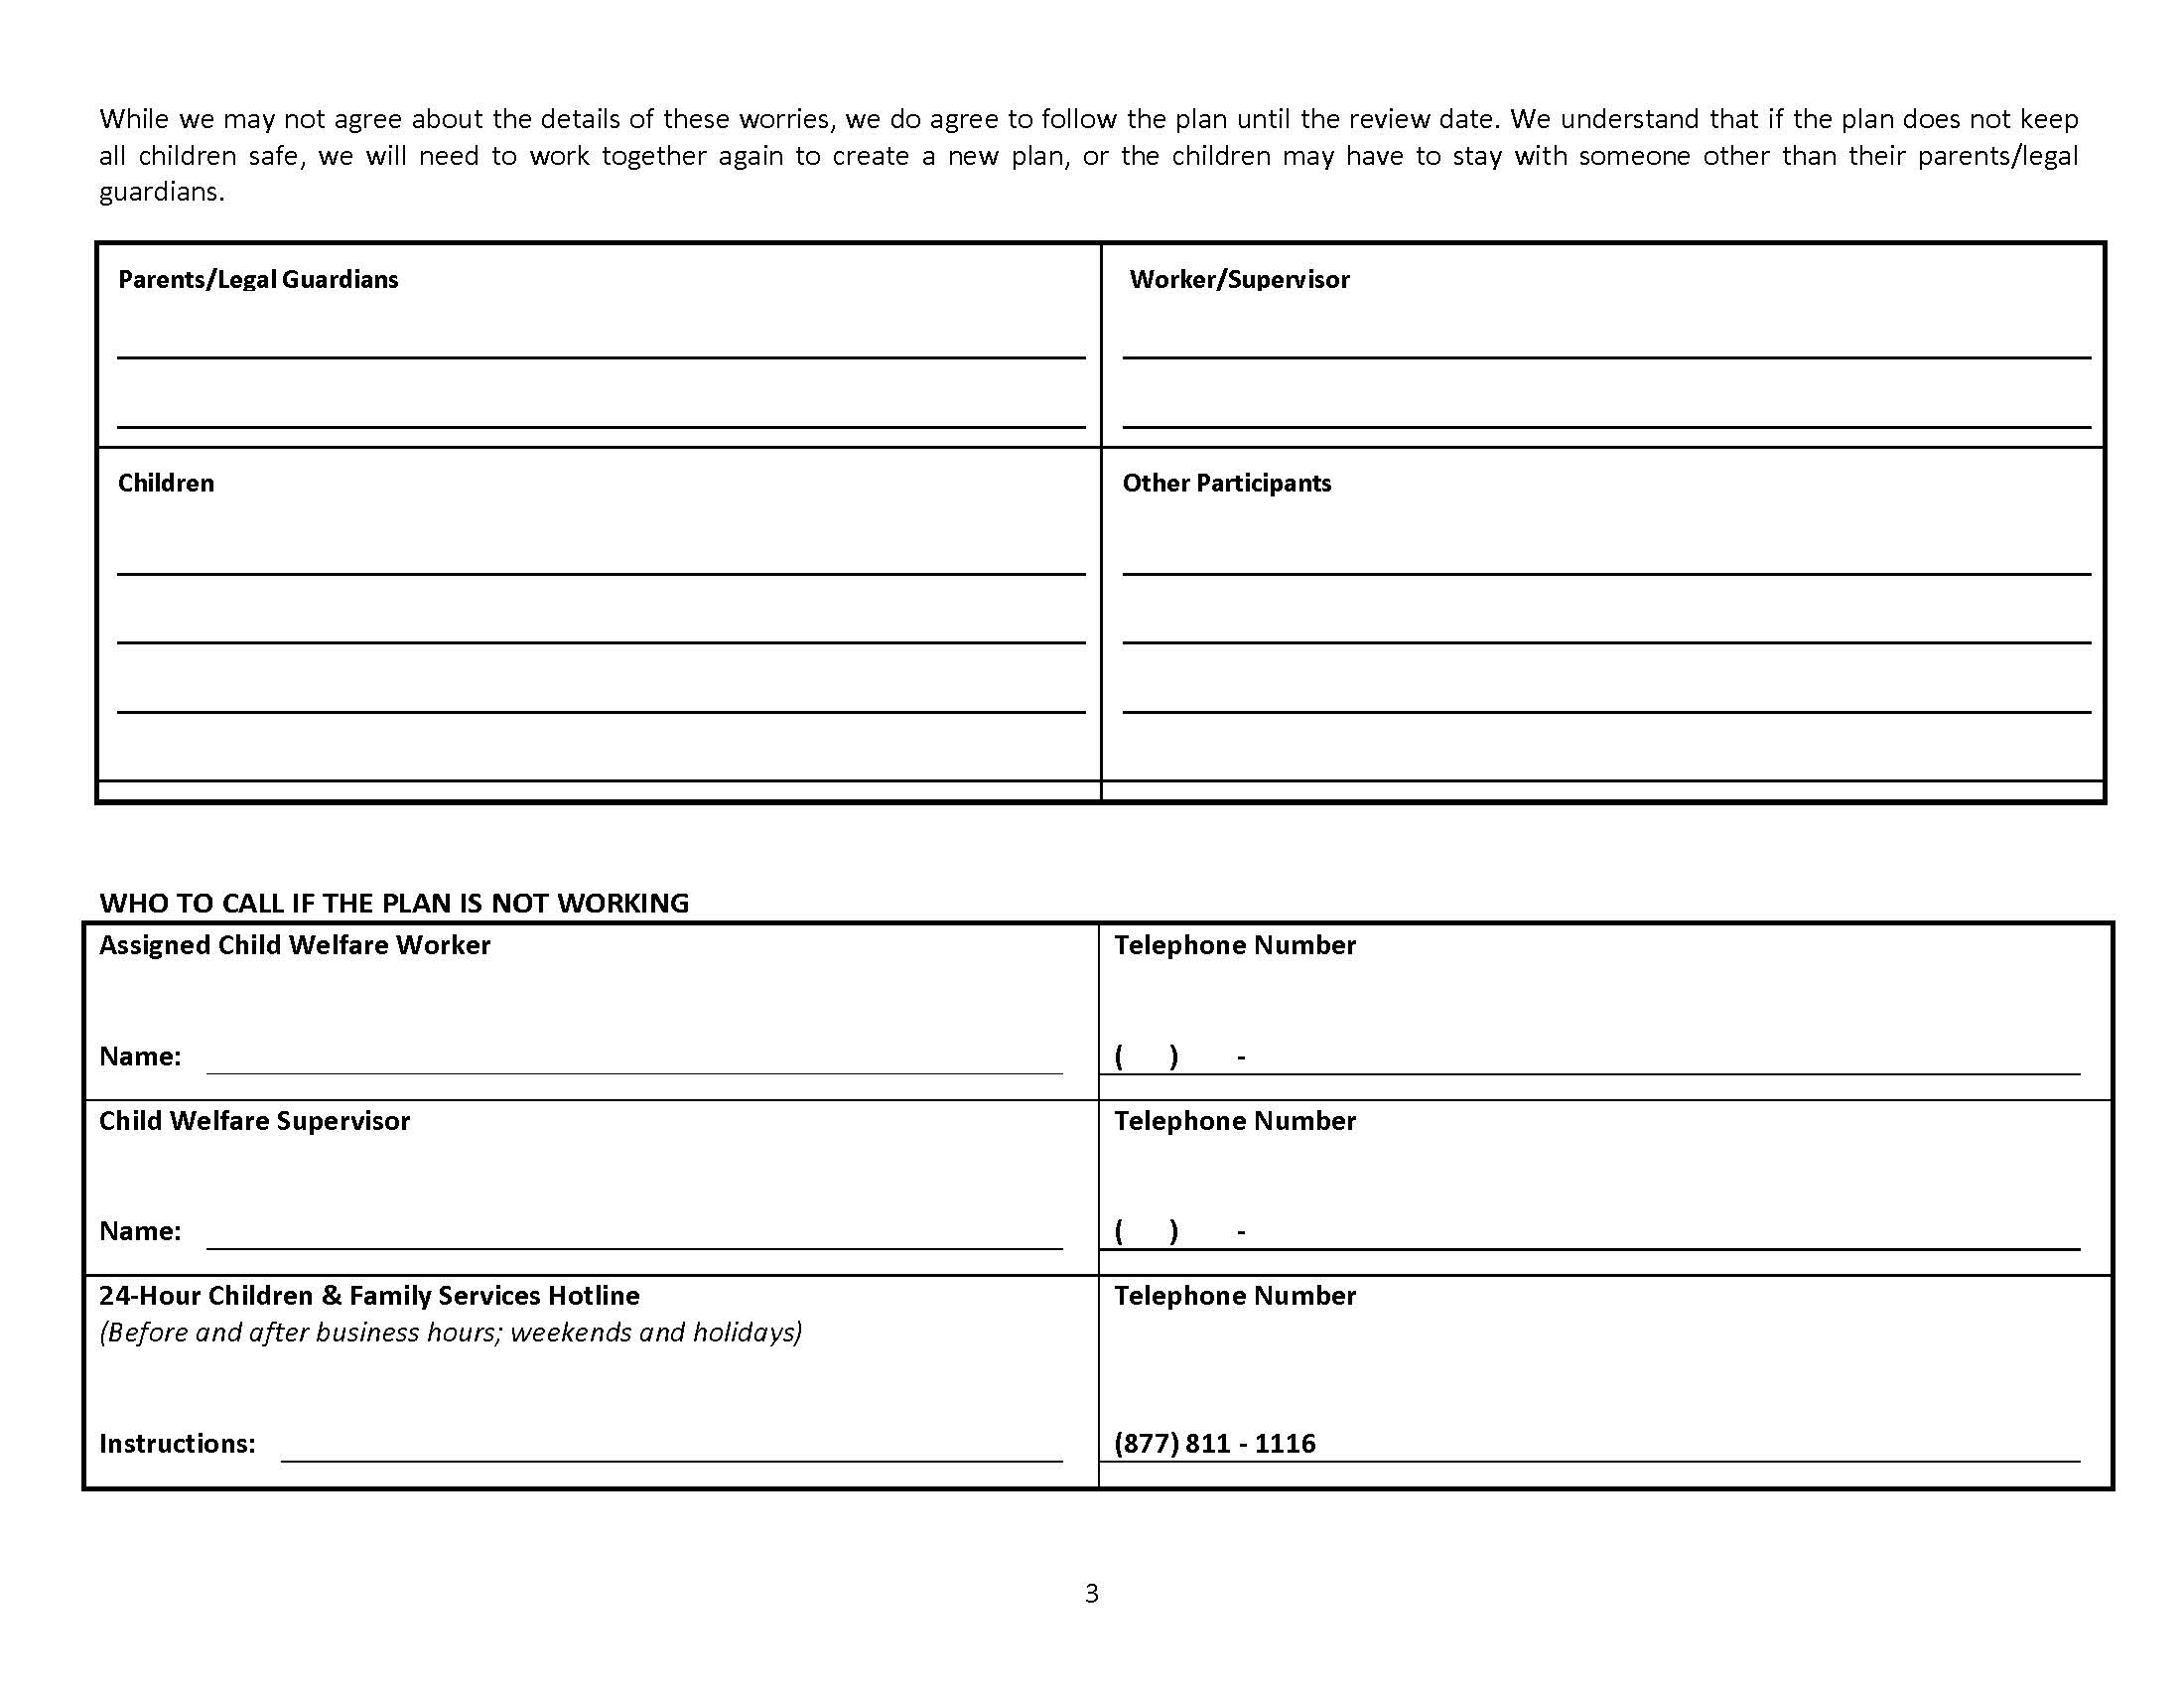 While we may not agree about the details of these worries, we do agree to follow the plan until the review date. We understand that if the plan does not keep
all children safe, we will need to work together again to create a new plan, or the children may have to stay with someone other than their parents/legal
guardians.
Parents/Legal Guardians
Worker/Supervisor
Children
Other Participants
WHO TO CALL IF THE PLAN IS NOT WORKING
Assigned Child Welfare Worker
Telephone Number
Name:
( ) -
Child Welfare Supervisor
Telephone Number
Name:
( ) -
24-Hour Children & Family Services Hotline
(Before and after business hours; weekends and holidays)
Telephone Number
Instructions:
(877) 811 - 1116
3